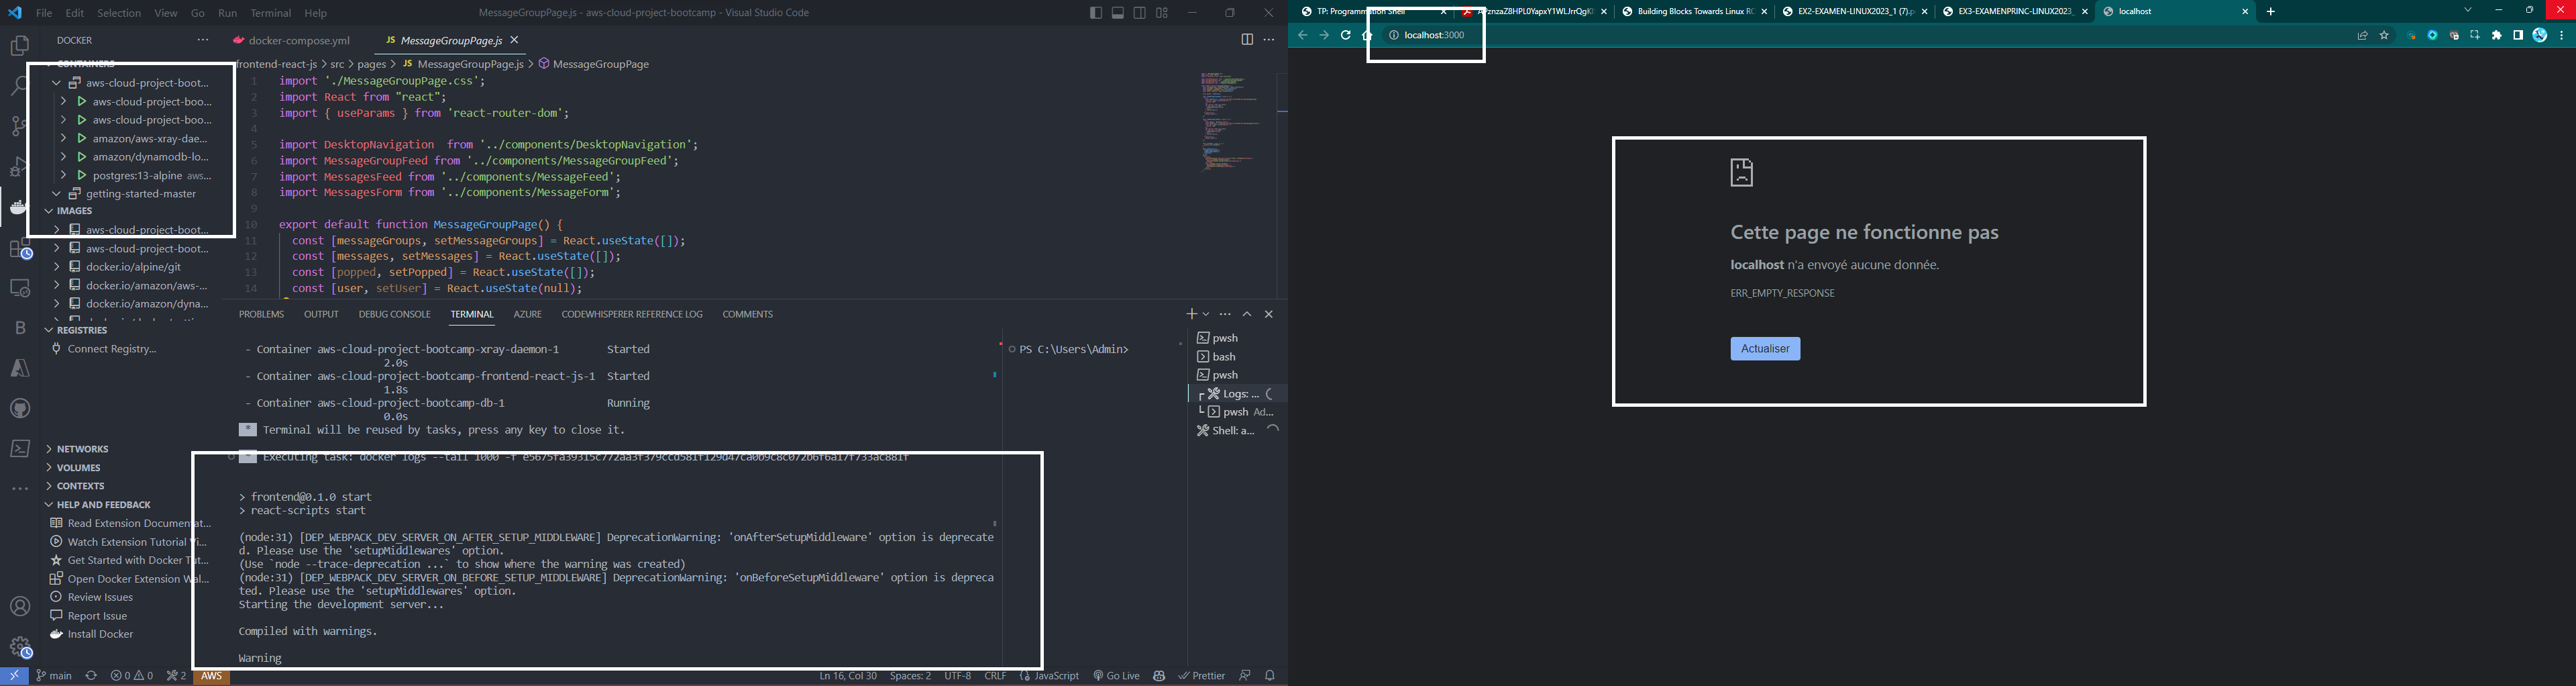 File Edit Selection View Go Run Terminal Help
MessageGroupPage.js - aws-cloud-project-bootcamp - Visual Studio Code
DOCKER
CONTAINERS
aws-cloud-project-boot...
aws-cloud-project-boo...
aws-cloud-project-boo...
amazon/aws-xray-dae...
amazon/dynamodb-lo...
postgres:13-alpine aws...
getting-started-master
IMAGES
aws-cloud-project-boot...
aws-cloud-project-boot...
docker.io/alpine/git
docker.io/amazon/aws-...
docker.io/amazon/dyna...
REGISTRIES
Connect Registry...
NETWORKS
VOLUMES
CONTEXTS
HELP AND FEEDBACK
Read Extension Documentat...
Watch Extension Tutorial Vi...
Get Started with Docker Tut...
Open Docker Extension Wal...
Review Issues
Report Issue
Install Docker
docker-compose.yml
JS MessageGroupPage.js
frontend-react-js > src > pages > JS MessageGroupPage.js > MessageGroupPage
1 import './MessageGroupPage.css';
2 import React from "react";
3 import { useParams } from 'react-router-dom';
4
5 import DesktopNavigation  from '../components/DesktopNavigation';
6 import MessageGroupFeed from '../components/MessageGroupFeed';
7 import MessagesFeed from '../components/MessageFeed';
8 import MessagesForm from '../components/MessageForm';
9
10 export default function MessageGroupPage() {
11 const [messageGroups, setMessageGroups] = React.useState([]);
12 const [messages, setMessages] = React.useState([]);
13 const [popped, setPopped] = React.useState([]);
14 const [user, setUser] = React.useState(null);
PROBLEMS OUTPUT DEBUG CONSOLE TERMINAL AZURE CODEWHISPERER REFERENCE LOG COMMENTS
- Container aws-cloud-project-bootcamp-xray-daemon-1 Started
2.0s
- Container aws-cloud-project-bootcamp-frontend-react-js-1 Started
1.8s
- Container aws-cloud-project-bootcamp-db-1 Running
0.0s
* Terminal will be reused by tasks, press any key to close it.
* Executing task: docker logs --tail 1000 -f e5675fa39315c772aa3f379ccd581f129d47ca0b9c8c072b6f6a17f733ac881f
> frontend@0.1.0 start
> react-scripts start
(node:31) [DEP_WEBPACK_DEV_SERVER_ON_AFTER_SETUP_MIDDLEWARE] DeprecationWarning: 'onAfterSetupMiddleware' option is deprecate
d. Please use the 'setupMiddlewares' option.
(Use `node --trace-deprecation ...` to show where the warning was created)
(node:31) [DEP_WEBPACK_DEV_SERVER_ON_BEFORE_SETUP_MIDDLEWARE] DeprecationWarning: 'onBeforeSetupMiddleware' option is depreca
ted. Please use the 'setupMiddlewares' option.
Starting the development server...
Compiled with warnings.
Warning
PS C:\Users\Admin>
pwsh
bash
pwsh
Logs: ...
pwsh Ad...
Shell: a...
main 0 0 2 AWS
Ln 16, Col 30 Spaces: 2 UTF-8 CRLF JavaScript Go Live Prettier
TP: Programmation Shell
Building Blocks Towards Linux RO
EX2-EXAMEN-LINUX2023_1 (7).p
EX3-EXAMENPRINC-LINUX2023_
localhost
localhost:3000
Cette page ne fonctionne pas
localhost n'a envoyé aucune donnée.
ERR_EMPTY_RESPONSE
Actualiser